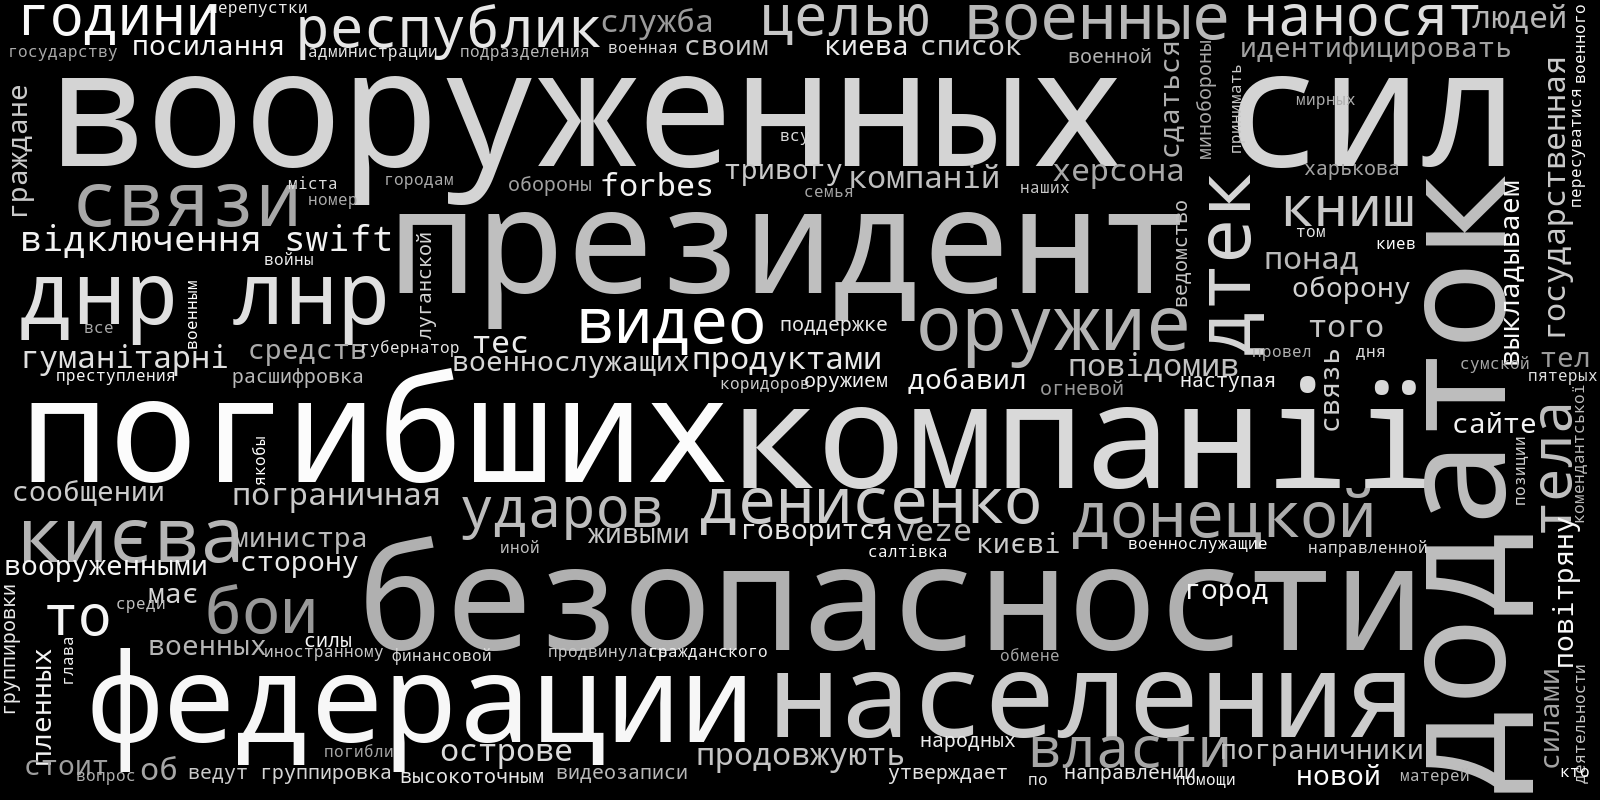 години
перепустки
республик
служба
целью
военные
наносят
людей
государству
посилання
администрации
подразделения
военная
своим
киева
список
военной
идентифицировать
вооруженных
сил
граждане
сдаться
минобороны
принимать
мирных
государственная
военного
пересуватися
всу
связи
міста
номер
городам
обороны
forbes
тривогу
семья
компаній
наших
херсона
харькова
відключення
swift
президент
ведомство
дтек
книш
том
киев
понад
оборону
выкладываем
додаток
войны
днр
лнр
все
военным
луганской
видео
поддержке
оружие
того
гуманітарні
средств
губернатор
тес
военнослужащих
продуктами
повідомив
провел
дня
связь
сумской
тел
преступления
расшифровка
коридоров
оружием
добавил
огневой
наступая
пятерых
погибших
компанії
якобы
сайте
тела
комендантської
позиции
сообщении
пограничная
ударов
денисенко
донецкой
києва
министра
живыми
говорится
veze
києві
иной
салтівка
военнослужащие
направленной
вооруженными
сторону
безопасности
город
має
то
среди
бои
повітряну
группировки
пленных
глава
военных
силы
иностранному
финансовой
продвинулась
гражданского
обмене
федерации
населения
силами
деятельности
стоит
вопрос
об
ведут
погибли
группировка
острове
высокоточным
видеозаписи
продовжують
народных
власти
пограничники
утверждает
по
направлении
помощи
новой
матерей
кто